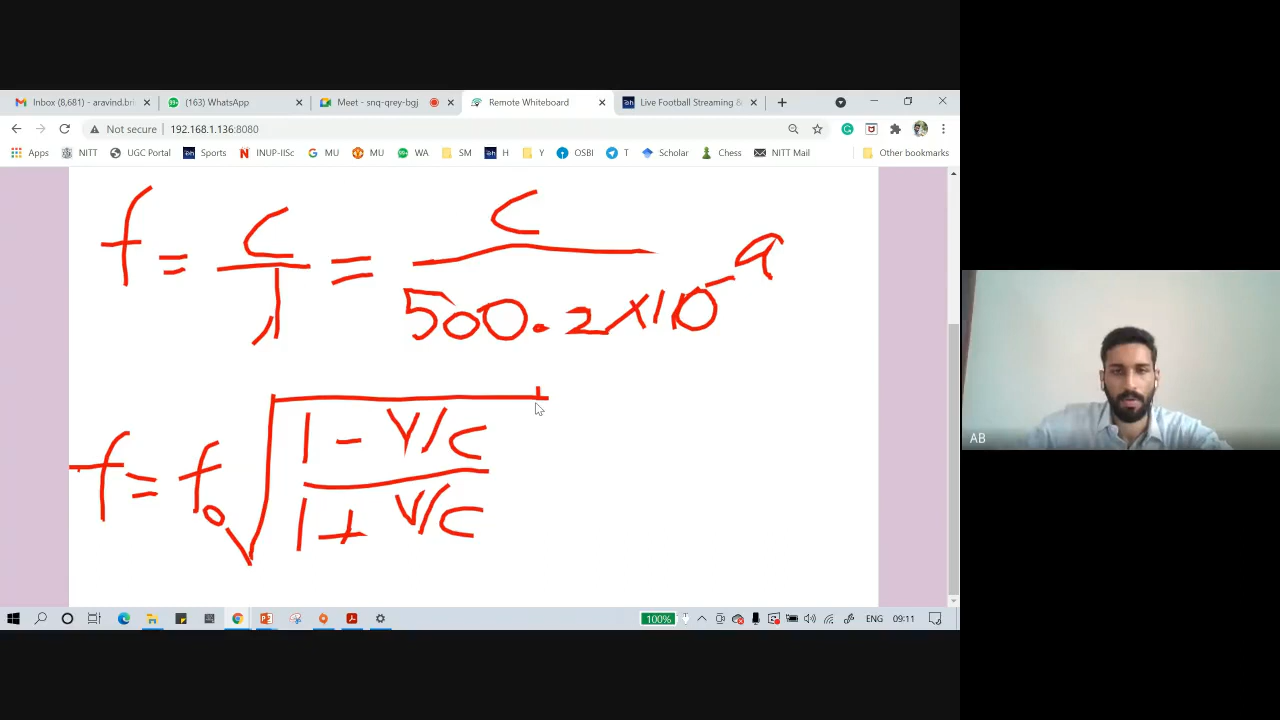 Inbox (8,681) - aravind.bri
(163) WhatsApp
Meet - snq-qrey-bgj
Remote Whiteboard
Live Football Streaming &
Not secure | 192.168.1.136:8080
Apps NITT UGC Portal Sports INUP-IISc MU MU WA SM H Y OSBI T Scholar Chess NITT Mail Other bookmarks
f = C/λ = C/500.2×10⁻⁹
f = f₀ √(1 - V/C / 1 + V/C)
AB
100% ENG 09:11